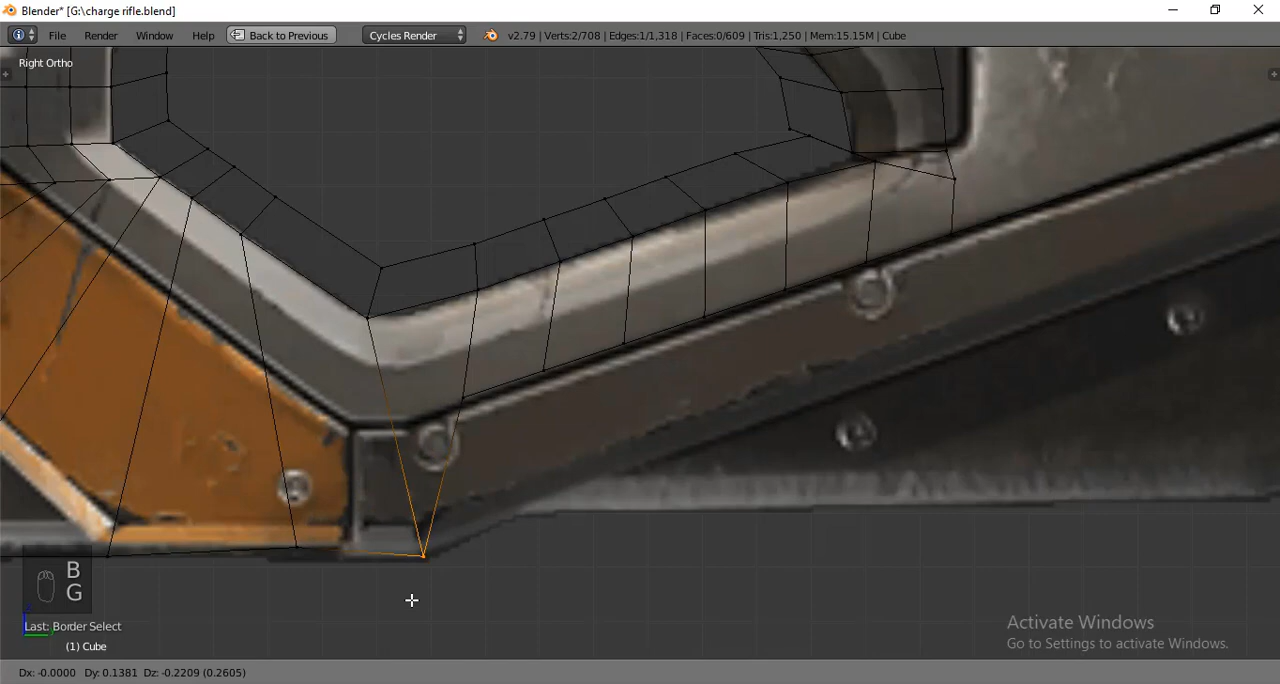 Blender* [G:\charge rifle.blend]
File Render Window Help Back to Previous Cycles Render v2.79 | Verts:2/708 | Edges:1/1,318 | Faces:0/609 | Tris:1,250 | Mem:15.15M | Cube
Right Ortho
B
G
Last: Border Select
(1) Cube
Activate Windows
Go to Settings to activate Windows.
Dx: -0.0000 Dy: 0.1381 Dz: -0.2209 (0.2605)